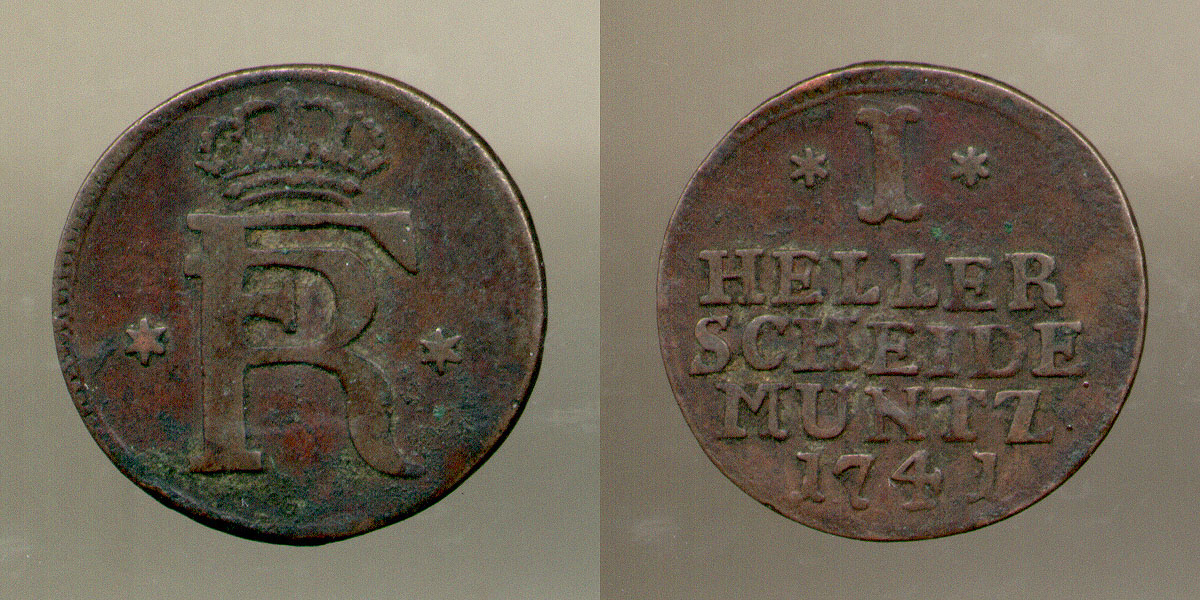 FR
I
HELLER
SCHEIDE
MUNTZ
1741